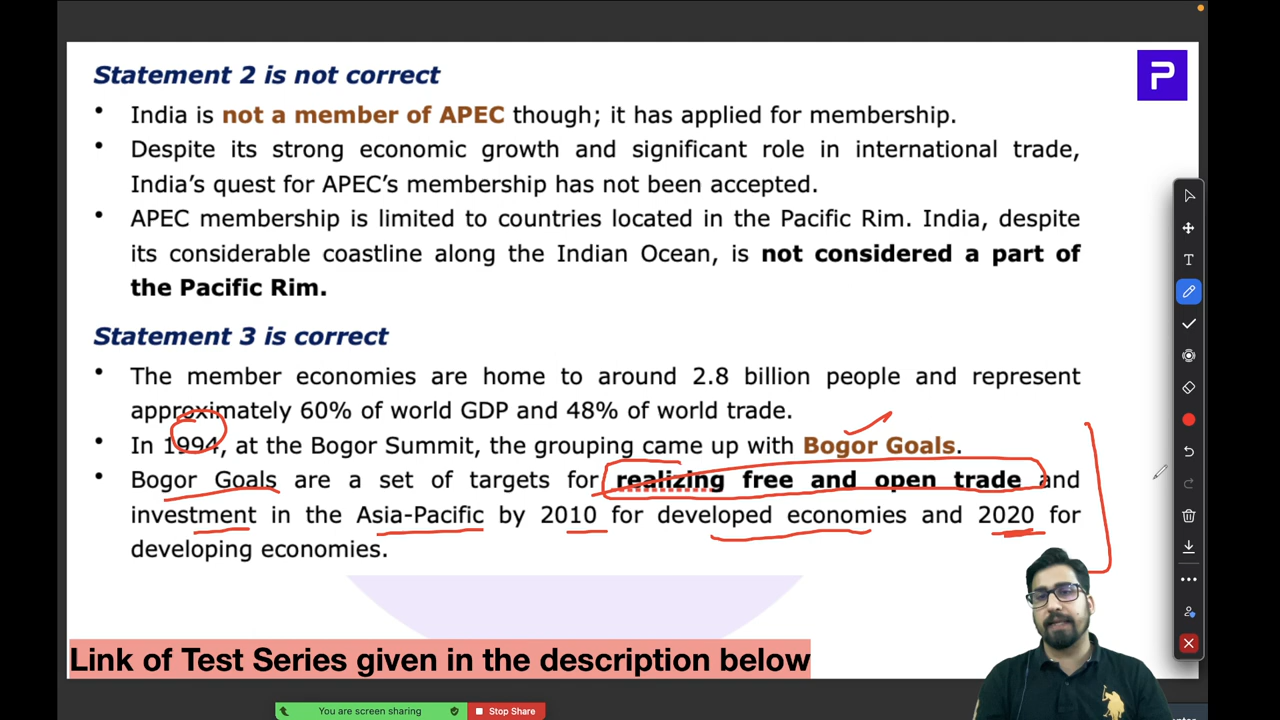 Statement 2 is not correct
P
• India is not a member of APEC though; it has applied for membership.
• Despite its strong economic growth and significant role in international trade,
India's quest for APEC's membership has not been accepted.
• APEC membership is limited to countries located in the Pacific Rim. India, despite
its considerable coastline along the Indian Ocean, is not considered a part of
the Pacific Rim.
Statement 3 is correct
• The member economies are home to around 2.8 billion people and represent
approximately 60% of world GDP and 48% of world trade.
• In 1994, at the Bogor Summit, the grouping came up with Bogor Goals.
• Bogor Goals are a set of targets for realizing free and open trade and
investment in the Asia-Pacific by 2010 for developed economies and 2020 for
developing economies.
Link of Test Series given in the description below
You are screen sharing
Stop Share
T